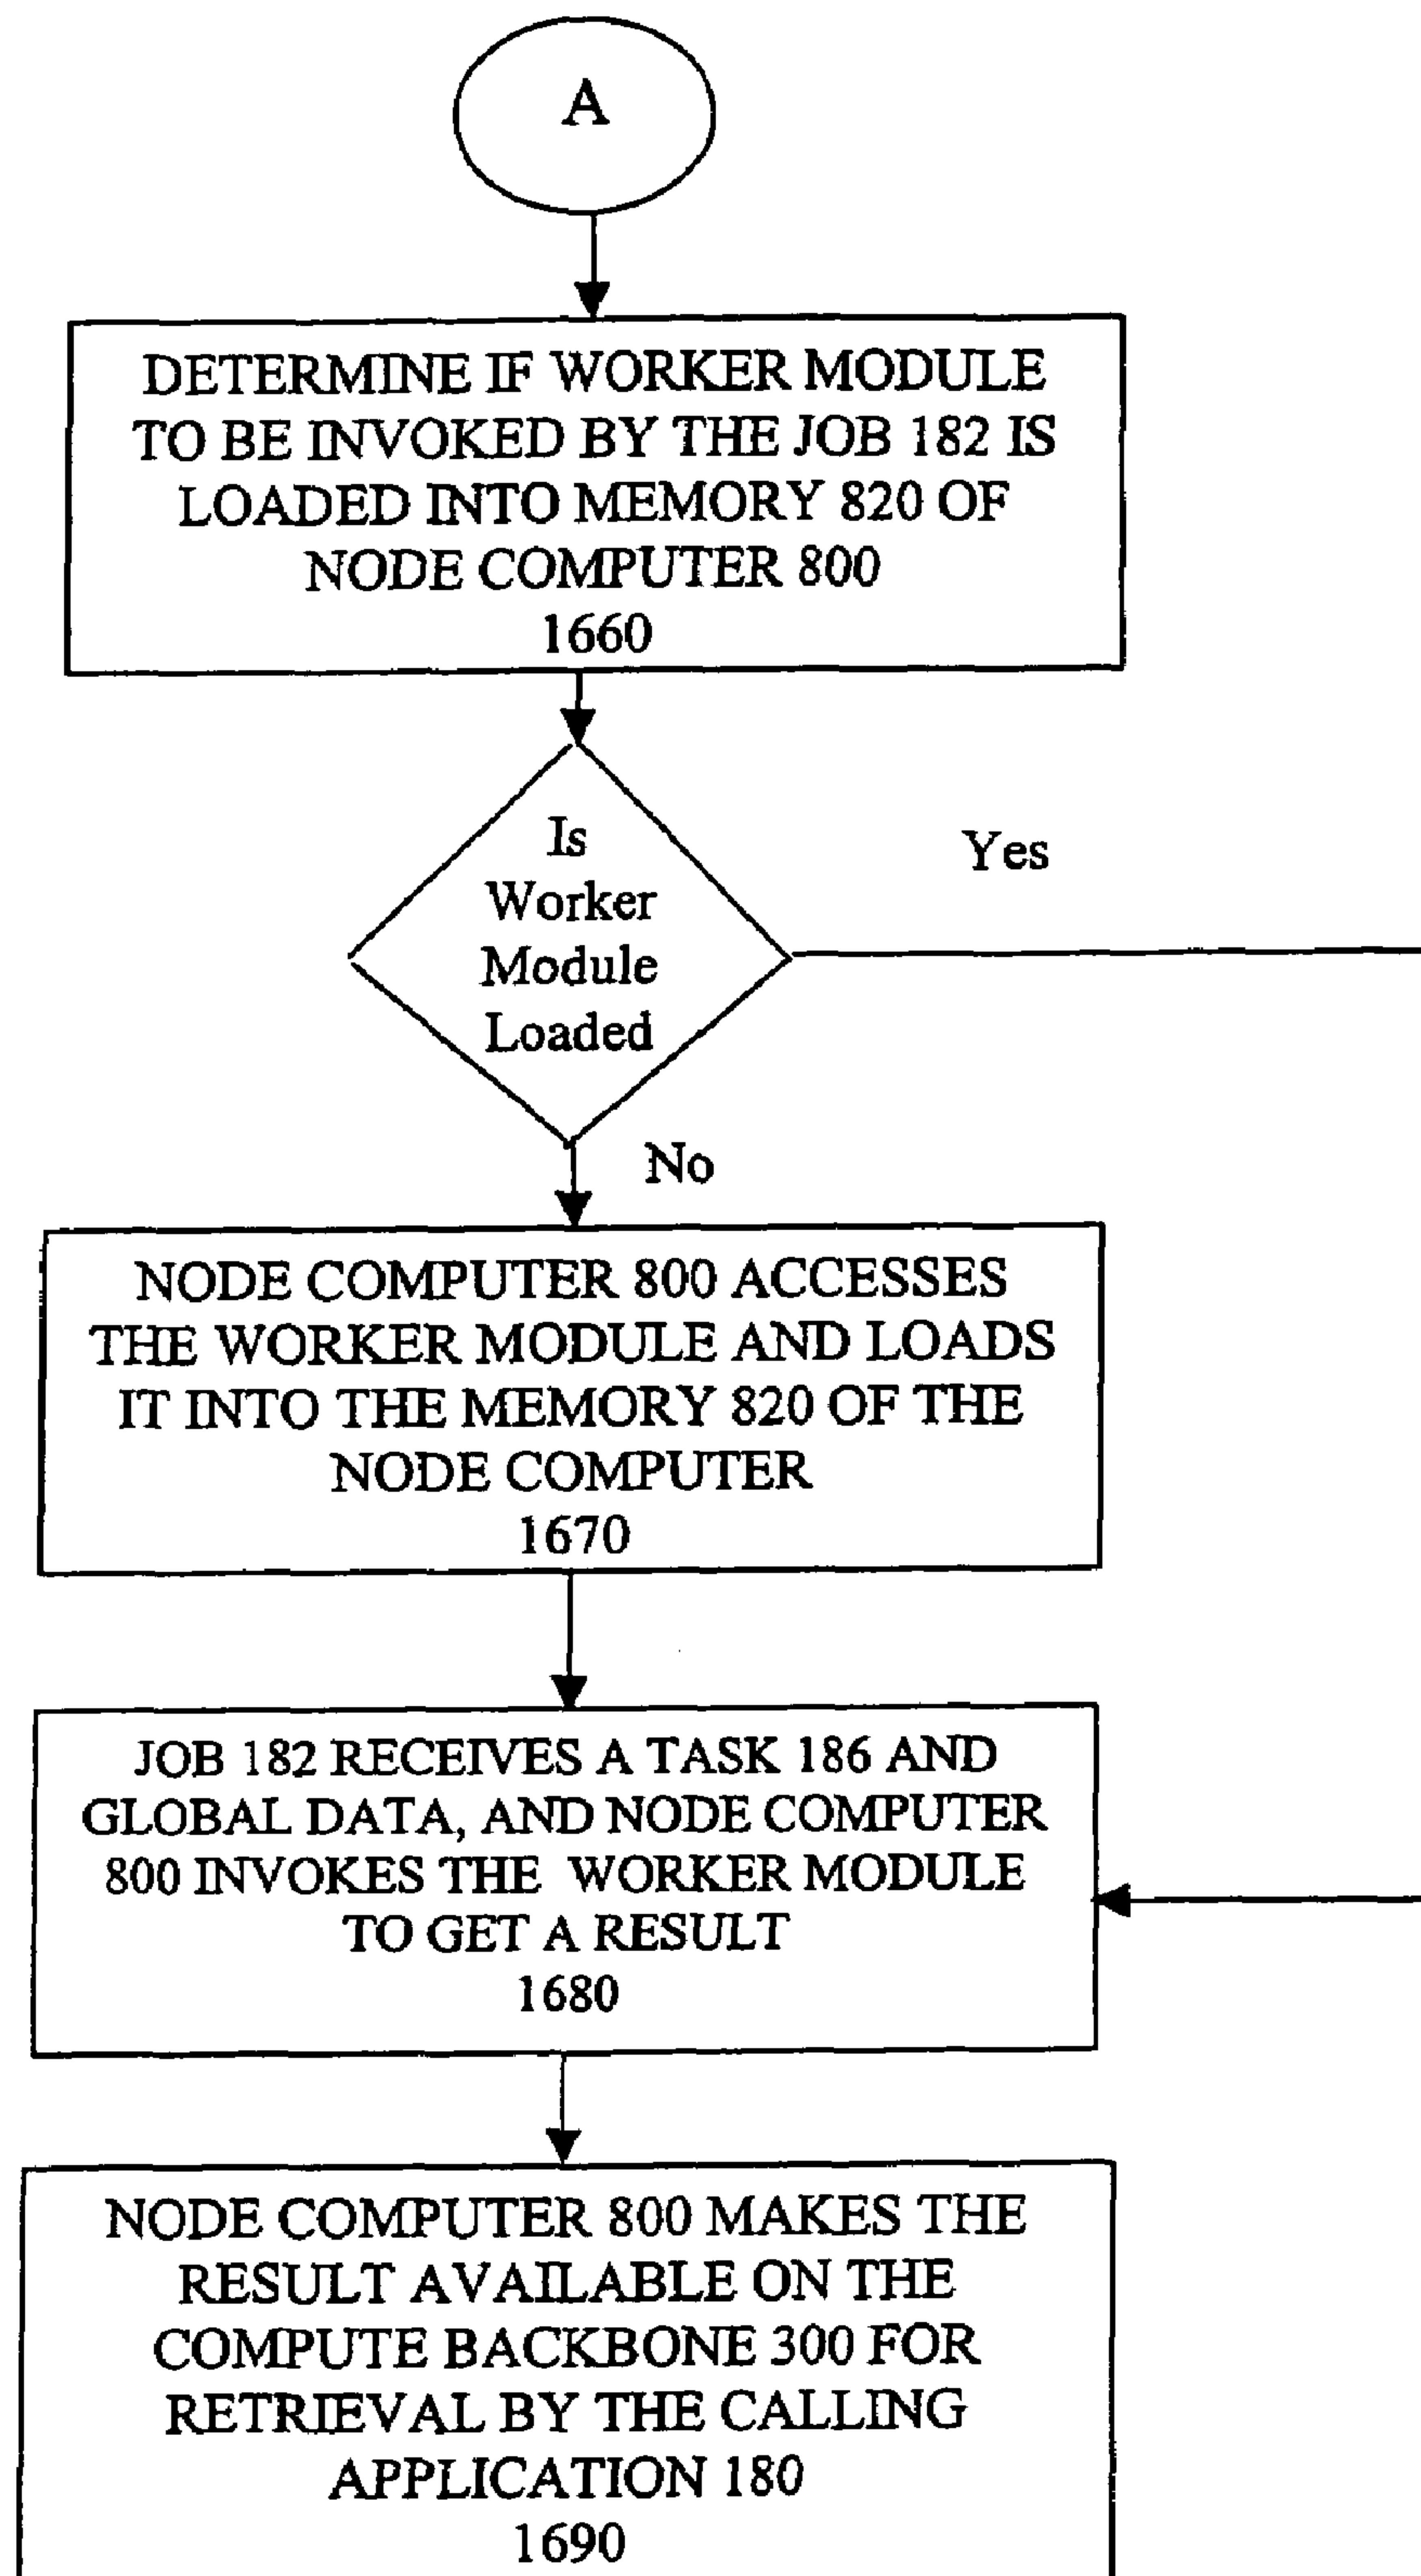 A
DETERMINE IF WORKER MODULE
TO BE INVOKED BY THE JOB 182 IS
LOADED INTO MEMORY 820 OF
NODE COMPUTER 800
1660
Is
Worker
Module
Loaded
Yes
No
NODE COMPUTER 800 ACCESSES
THE WORKER MODULE AND LOADS
IT INTO THE MEMORY 820 OF THE
NODE COMPUTER
1670
JOB 182 RECEIVES A TASK 186 AND
GLOBAL DATA, AND NODE COMPUTER
800 INVOKES THE WORKER MODULE
TO GET A RESULT
1680
NODE COMPUTER 800 MAKES THE
RESULT AVAILABLE ON THE
COMPUTE BACKBONE 300 FOR
RETRIEVAL BY THE CALLING
APPLICATION 180
1690